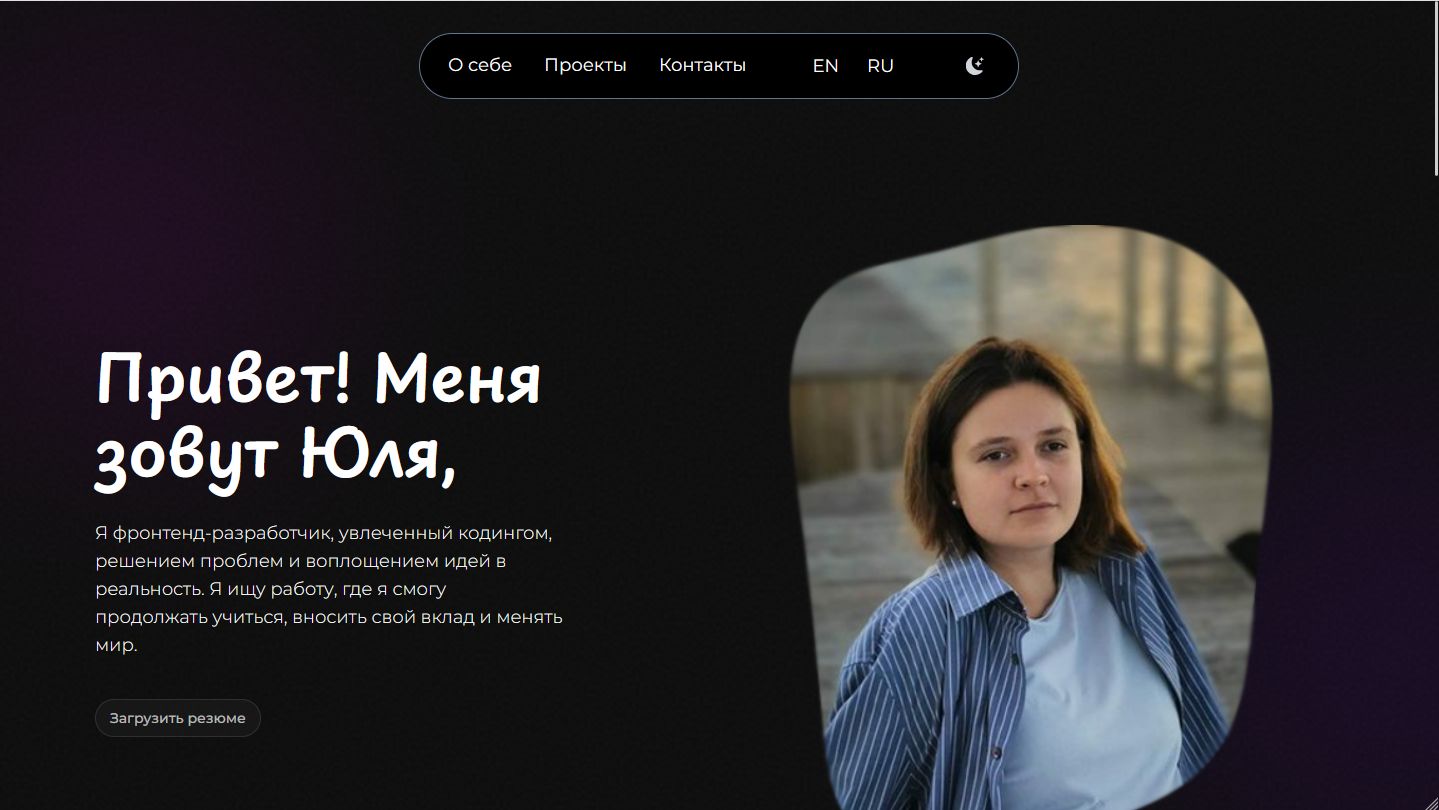 О себе Проекты Контакты EN RU
Привет! Меня
зовут Юля,
Я фронтенд-разработчик, увлеченный кодингом,
решением проблем и воплощением идей в
реальность. Я ищу работу, где я смогу
продолжать учиться, вносить свой вклад и менять
мир.
Загрузить резюме